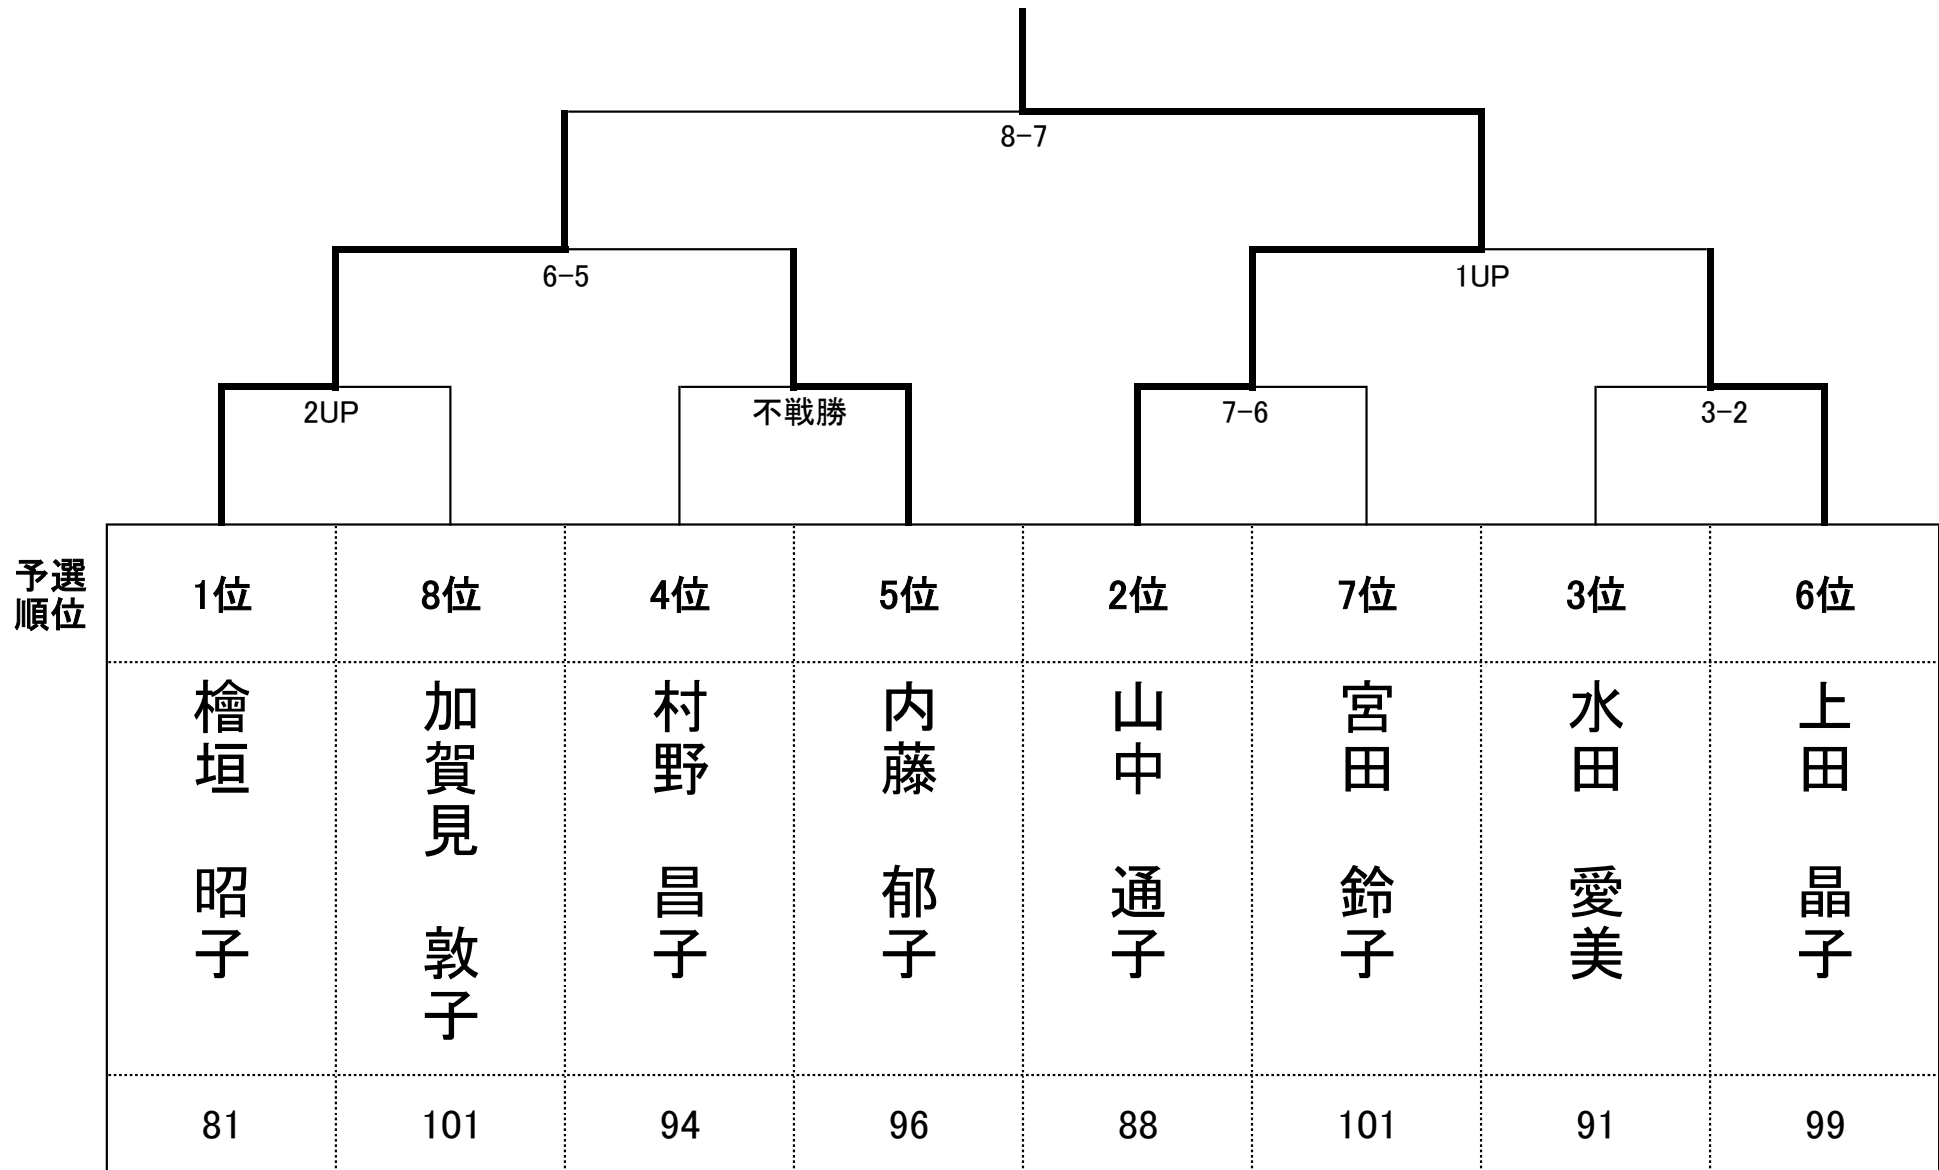 8-7
6-5
1UP
2UP
不戦勝
7-6
3-2
予選
順位
1位
8位
4位
5位
2位
7位
3位
6位
檜垣 昭子
加賀見 敦子
村野 昌子
内藤 郁子
山中 通子
宮田 鈴子
水田 愛美
上田 晶子
81
101
94
96
88
101
91
99